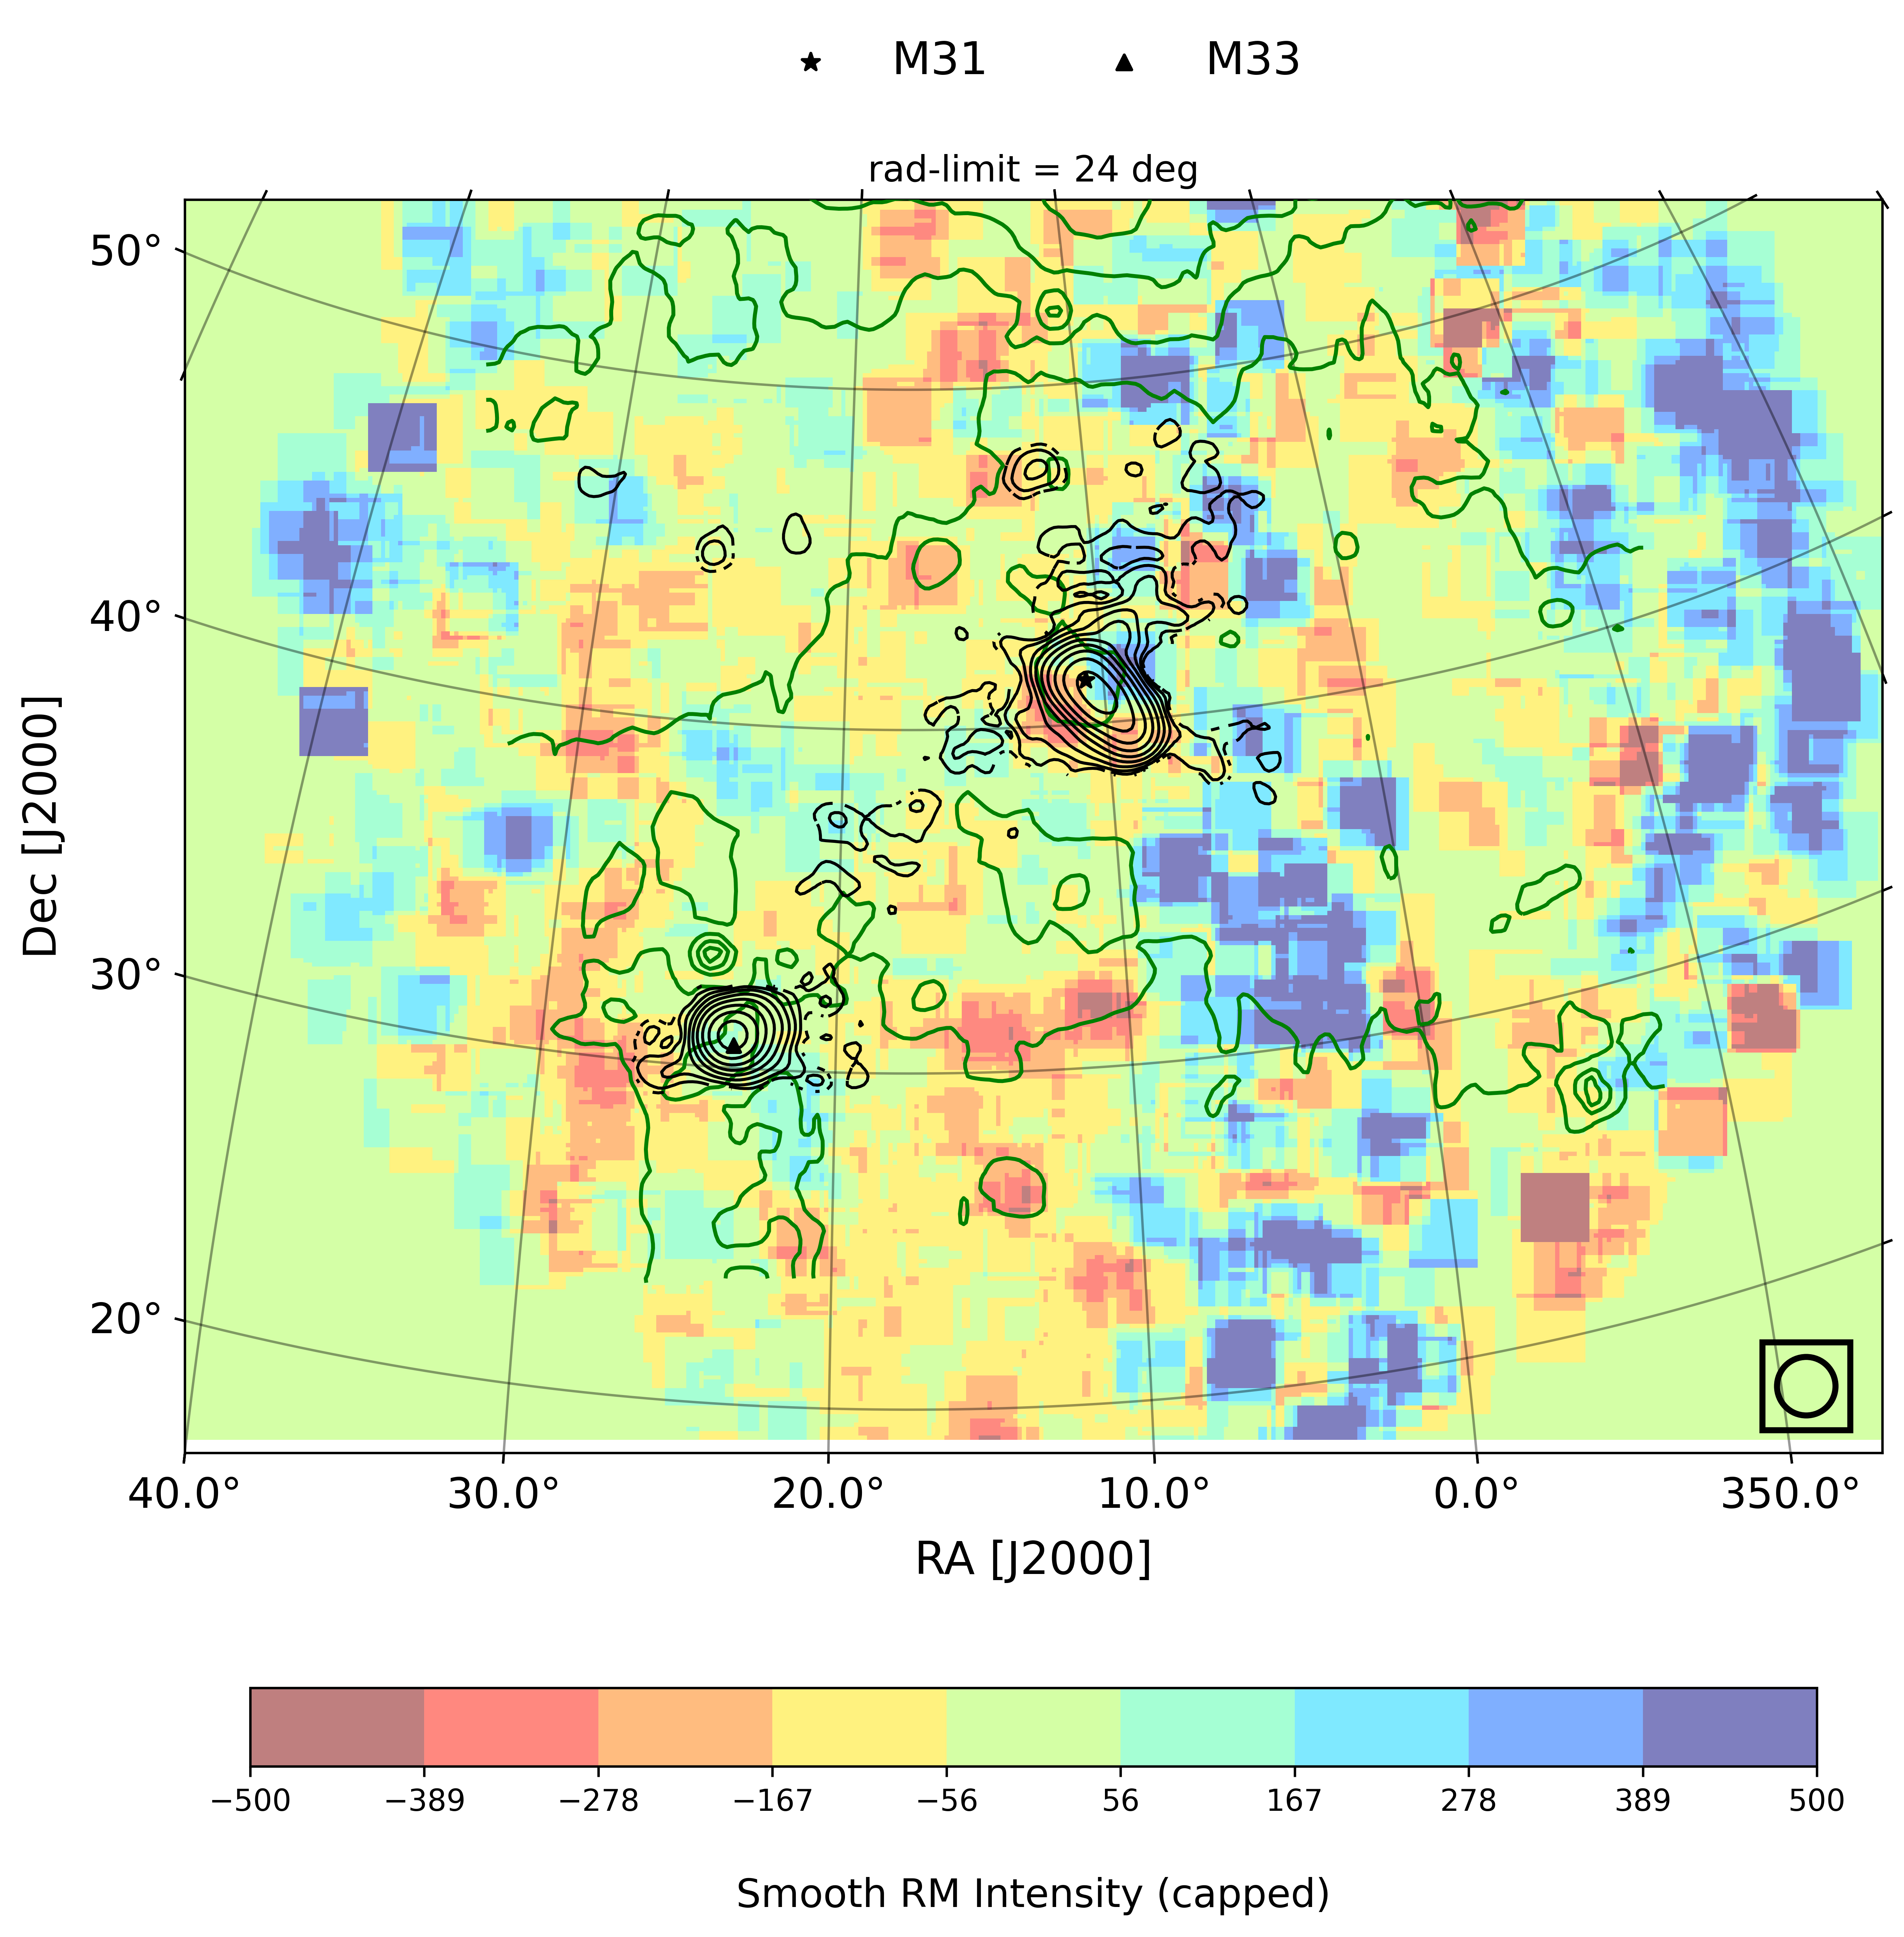 M31 M33
rad-limit = 24 deg
50°
40°
30°
20°
Dec [J2000]
40.0° 30.0° 20.0° 10.0° 0.0° 350.0°
RA [J2000]
−500 −389 −278 −167 −56 56 167 278 389 500
Smooth RM Intensity (capped)